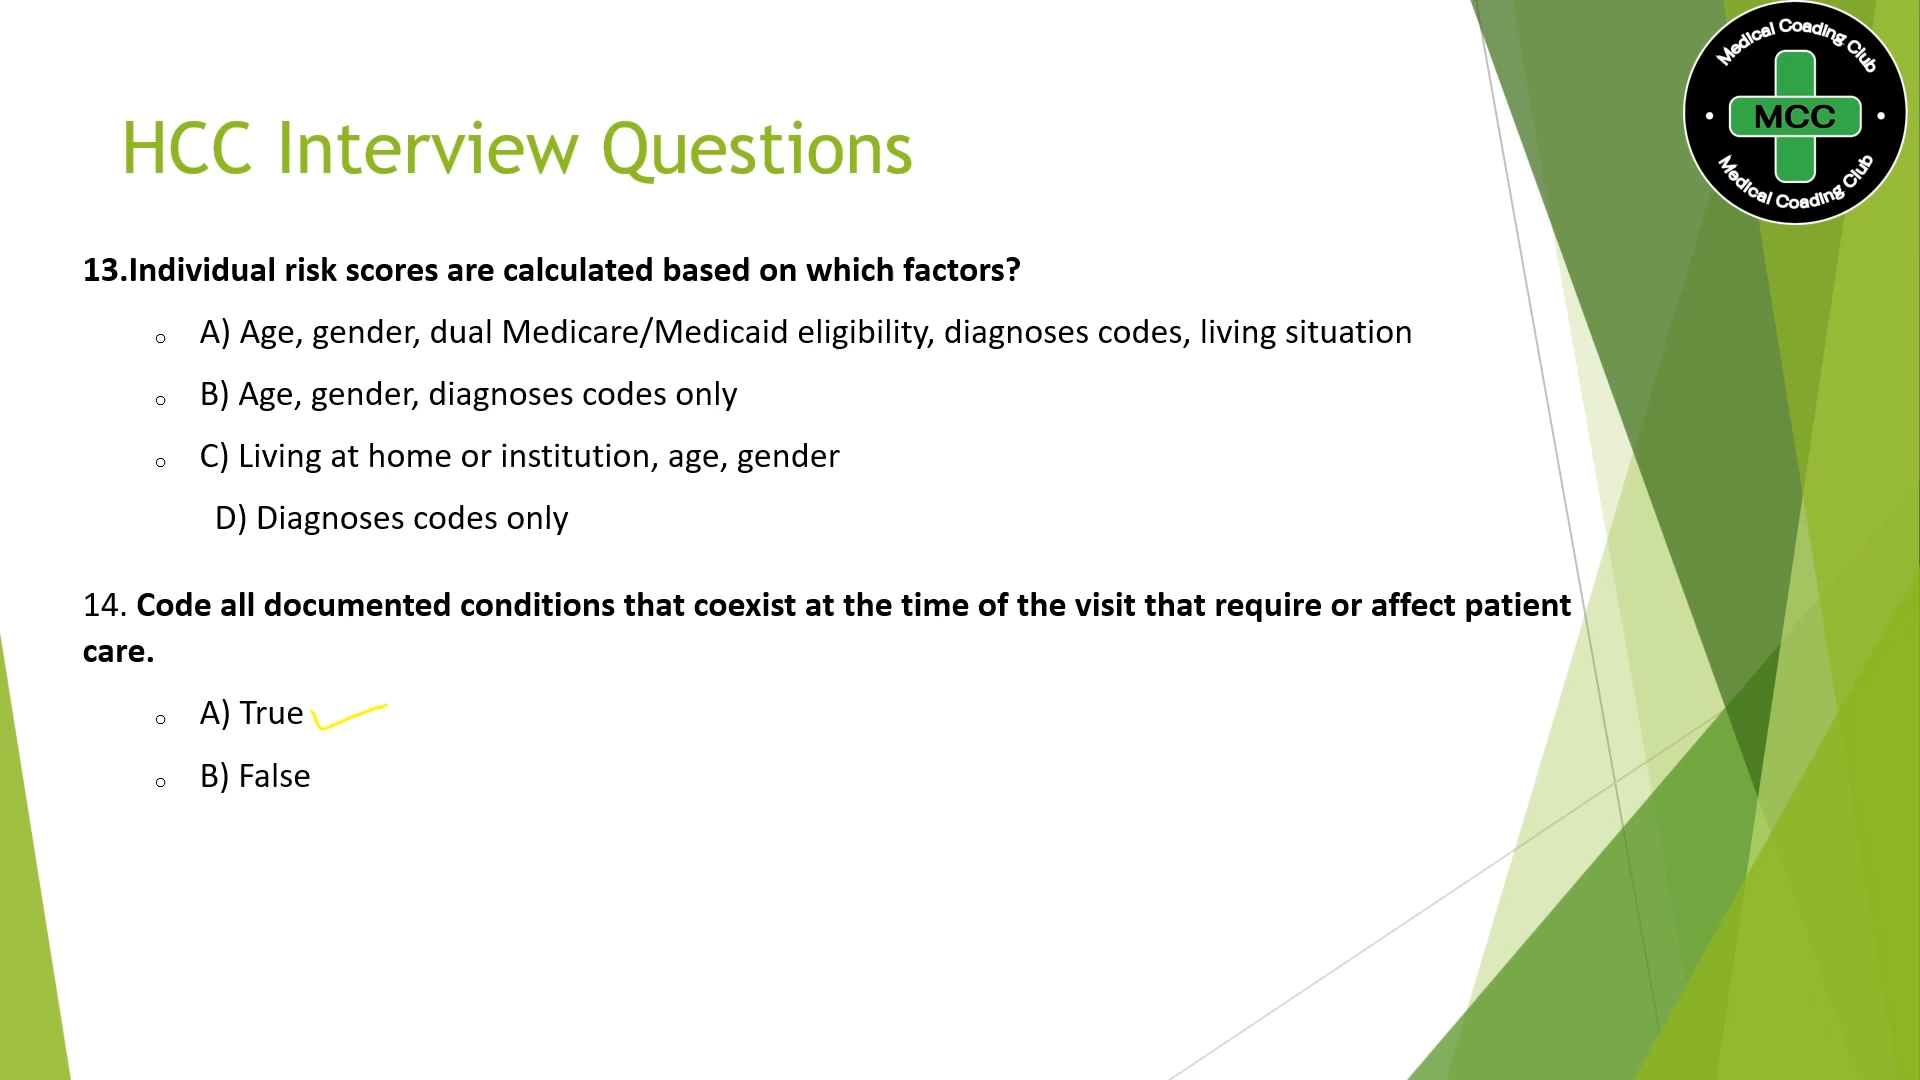 Medical Coading Club
MCC
Medical Coading Club
HCC Interview Questions
13.Individual risk scores are calculated based on which factors?
A) Age, gender, dual Medicare/Medicaid eligibility, diagnoses codes, living situation
B) Age, gender, diagnoses codes only
C) Living at home or institution, age, gender
D) Diagnoses codes only
14. Code all documented conditions that coexist at the time of the visit that require or affect patient
care.
A) True
B) False